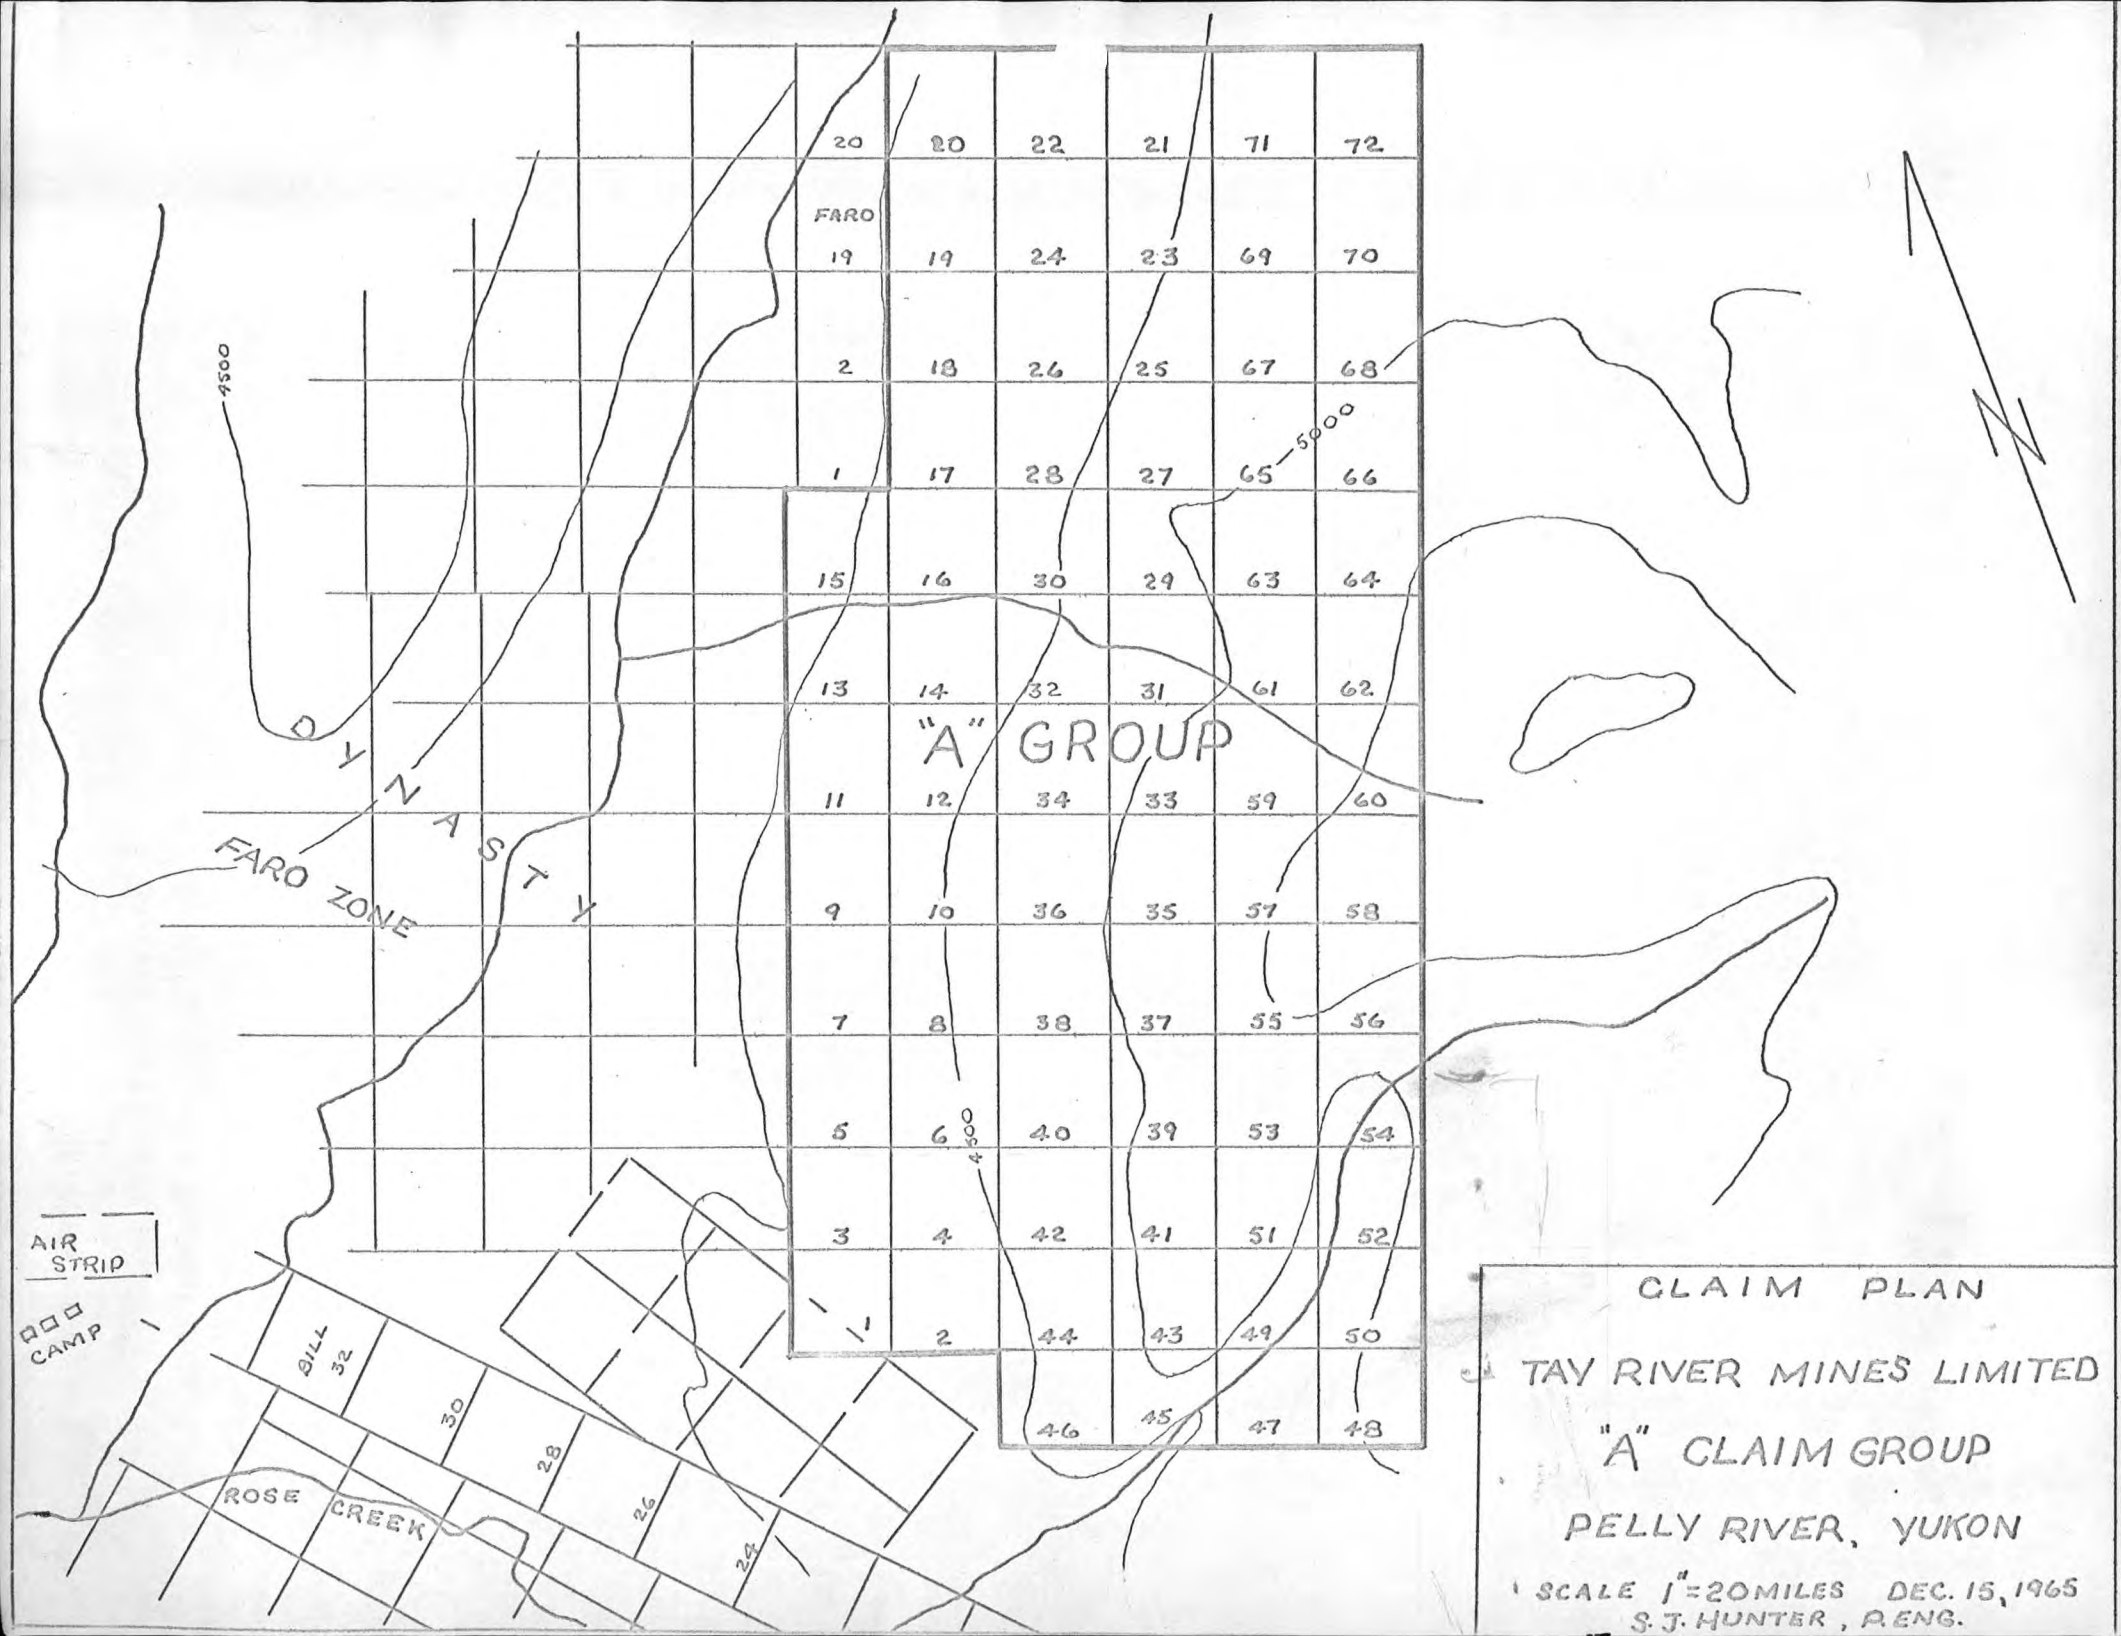 20 20 22 21 71 72
FARO
19 19 24 23 69 70
4500
2 18 26 25 67 68
5000
1 17 28 27 65 66
15 16 30 29 63 64
13 14 32 31 61 62
DYNASTY
"A" GROUP
11 12 34 33 59 60
FARO ZONE
9 10 36 35 57 58
7 8 38 37 55 56
5 6 40 39 53 54
4500
3 4 42 41 51 52
1 2 44 43 49 50
46 45 47 48
AIR
STRIP
CAMP
BILL
32
30
28
26
24
ROSE CREEK
N
CLAIM PLAN
TAY RIVER MINES LIMITED
"A" CLAIM GROUP
PELLY RIVER, YUKON
SCALE 1"=20MILES DEC. 15, 1965
S. J. HUNTER, P.ENG.